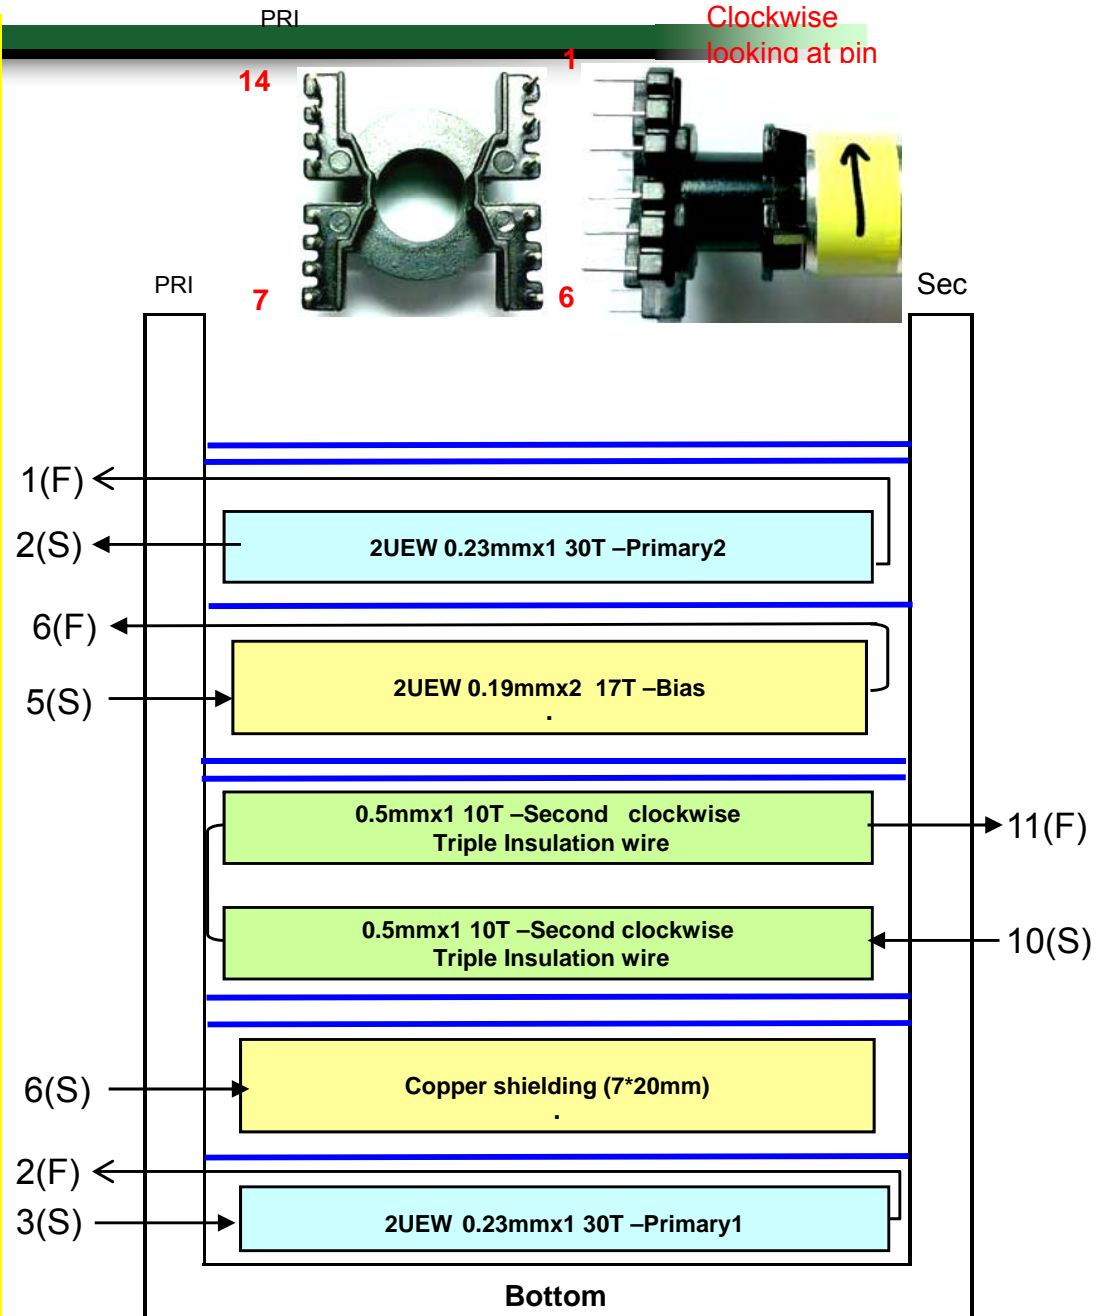 PRI
Clockwise
looking at pin
14
1
7
6
PRI
Sec
1(F)
2(S)
2UEW 0.23mmx1 30T –Primary2
6(F)
5(S)
2UEW 0.19mmx2 17T –Bias
.
0.5mmx1 10T –Second clockwise
Triple Insulation wire
11(F)
0.5mmx1 10T –Second clockwise
Triple Insulation wire
10(S)
6(S)
Copper shielding (7*20mm)
.
2(F)
3(S)
2UEW 0.23mmx1 30T –Primary1
Bottom